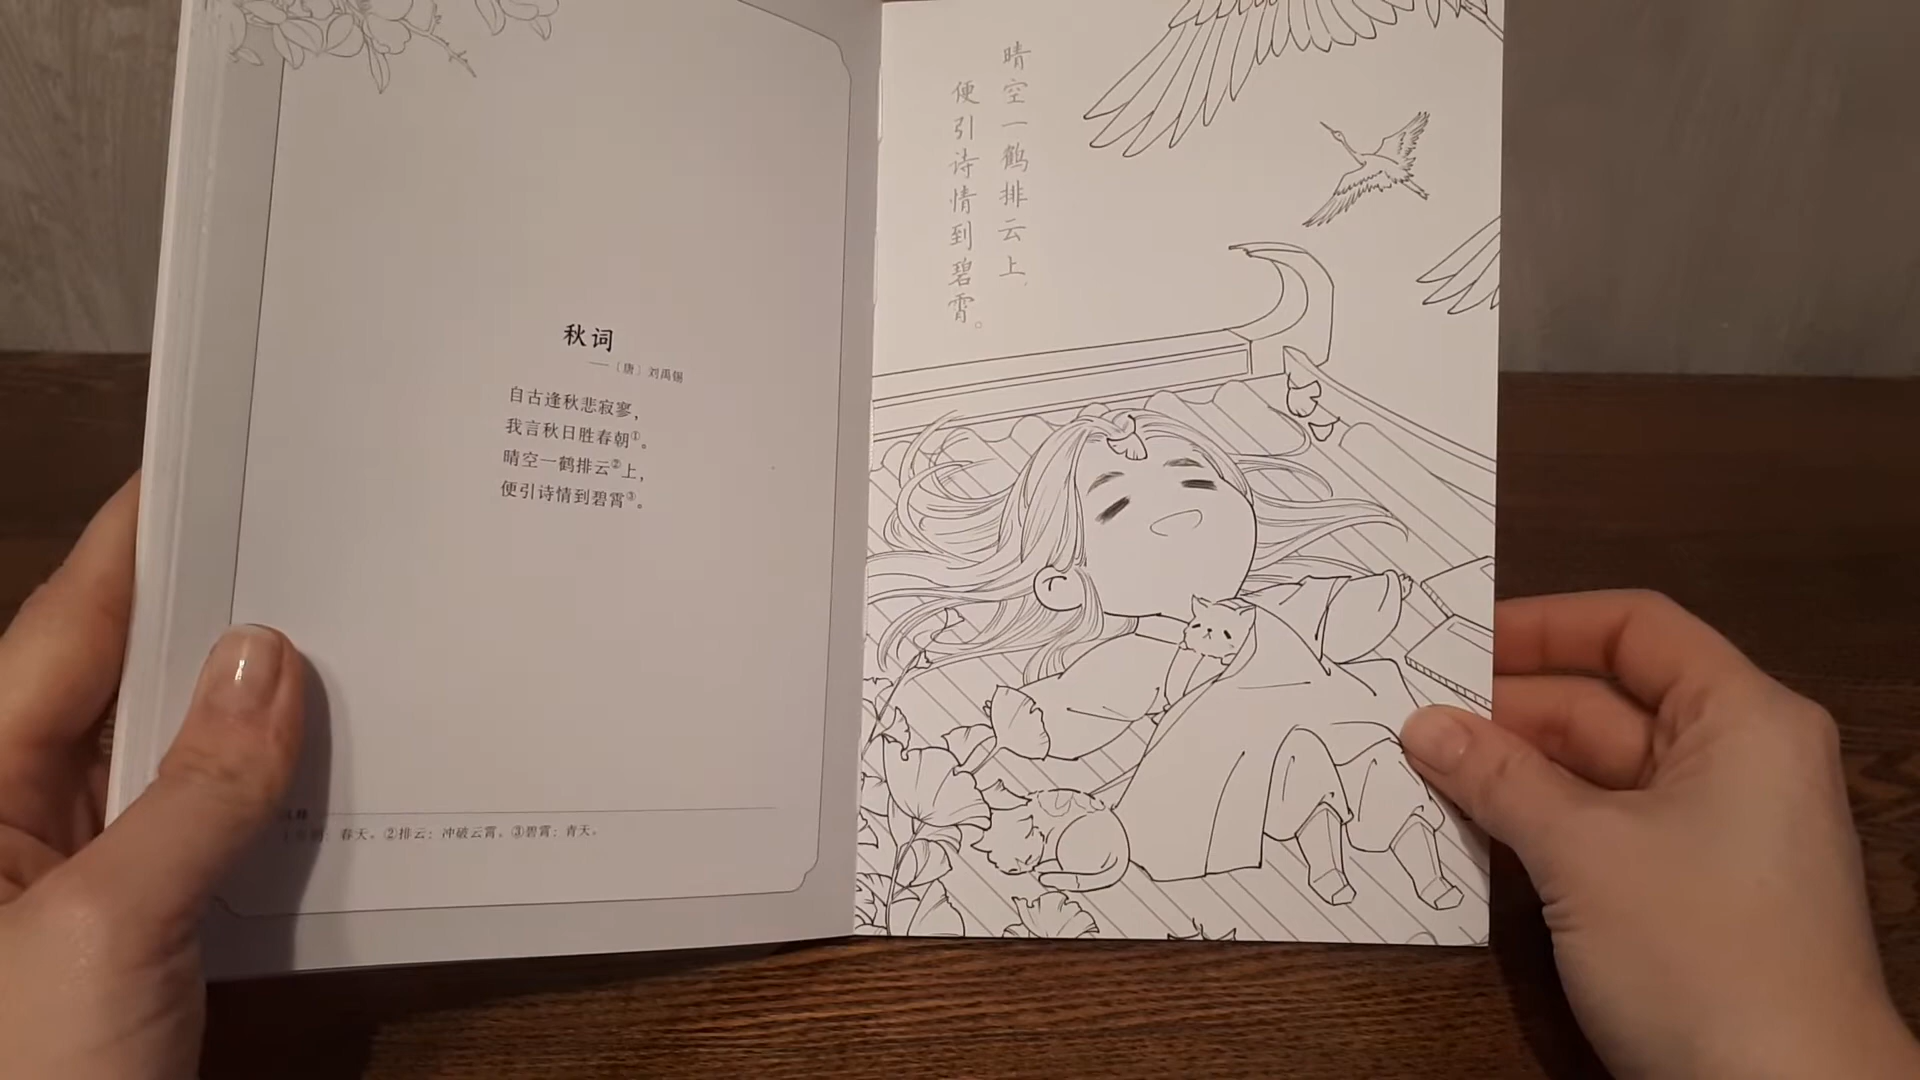 秋词
——〔唐〕刘禹锡
自古逢秋悲寂寥，
我言秋日胜春朝①。
晴空一鹤排云②上，
便引诗情到碧霄③。
春天。②排云：冲破云霄。③碧霄：青天。
晴空一鹤排云上，
便引诗情到碧霄。